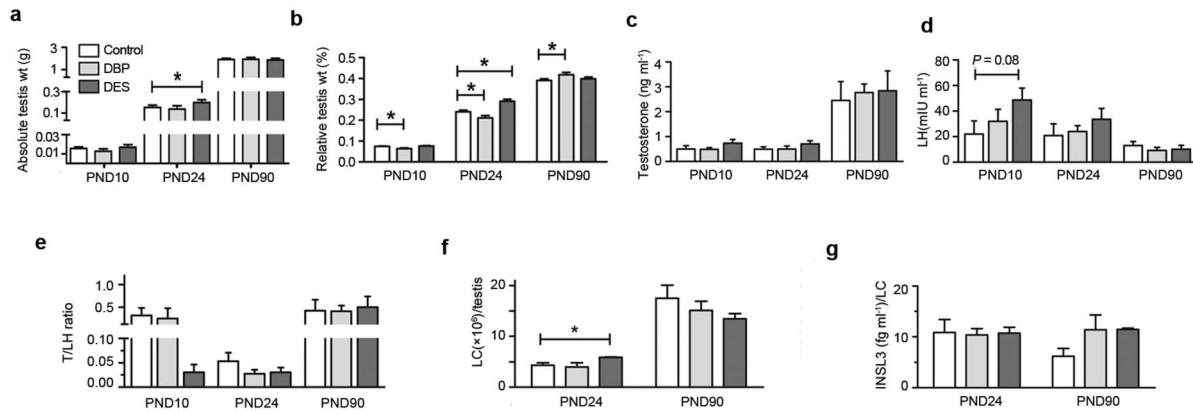 a
Absolute testis wt (g)
3
1
0.3
0.1
0.03
0.01
Control
DBP
DES
*
PND10 PND24 PND90
b
Relative testis wt (%)
0.5
0.4
0.3
0.2
0.1
0.0
*
*
*
*
PND10 PND24 PND90
c
Testosterone (ng ml⁻¹)
4
3
2
1
0
PND10 PND24 PND90
d
LH(mIU ml⁻¹)
80
60
40
20
0
P = 0.08
PND10 PND24 PND90
e
T/LH ratio
1.0
0.5
0.10
0.05
0.00
PND10 PND24 PND90
f
LC(×10⁶)/testis
20
10
0
*
PND24 PND90
g
INSL3 (fg ml⁻¹)/LC
20
10
0
PND24 PND90